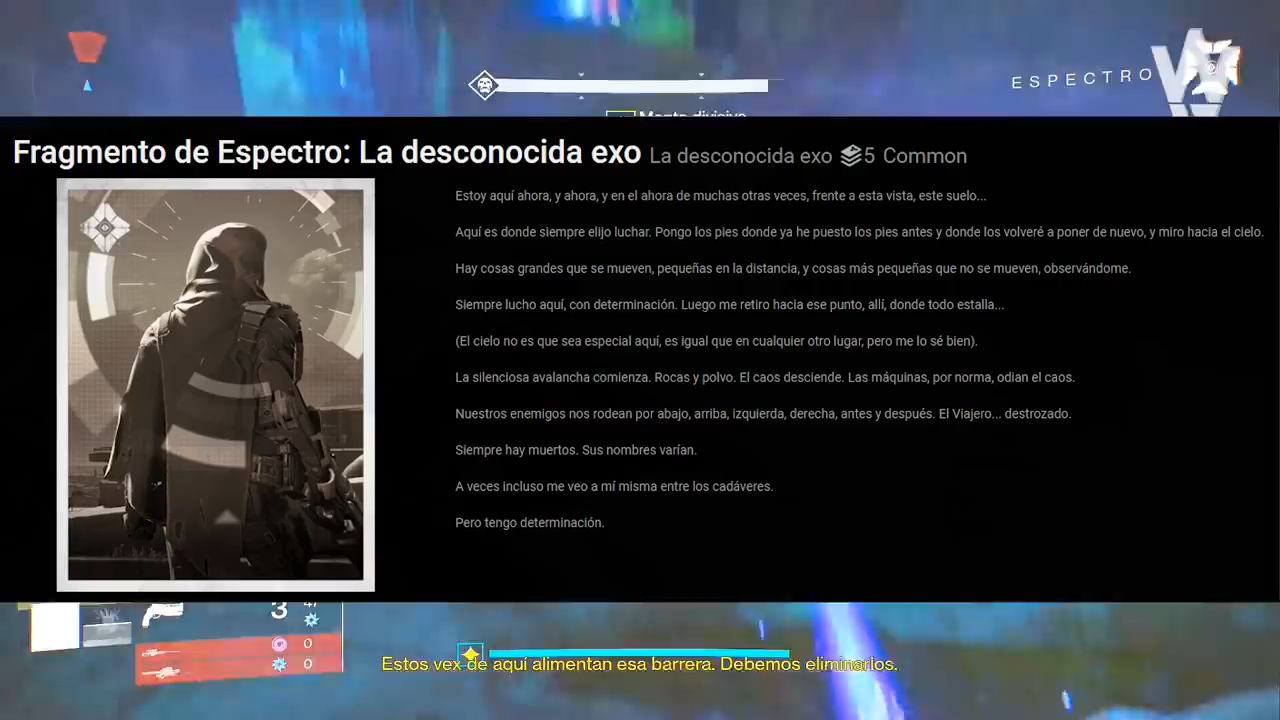 ESPECTRO
Fragmento de Espectro: La desconocida exo La desconocida exo 5 Common
Estoy aquí ahora, y ahora, y en el ahora de muchas otras veces, frente a esta vista, este suelo...
Aquí es donde siempre elijo luchar. Pongo los pies donde ya he puesto los pies antes y donde los volveré a poner de nuevo, y miro hacia el cielo.
Hay cosas grandes que se mueven, pequeñas en la distancia, y cosas más pequeñas que no se mueven, observándome.
Siempre lucho aquí, con determinación. Luego me retiro hacia ese punto, allí, donde todo estalla...
(El cielo no es que sea especial aquí, es igual que en cualquier otro lugar, pero me lo sé bien).
La silenciosa avalancha comienza. Rocas y polvo. El caos desciende. Las máquinas, por norma, odian el caos.
Nuestros enemigos nos rodean por abajo, arriba, izquierda, derecha, antes y después. El Viajero... destrozado.
Siempre hay muertos. Sus nombres varían.
A veces incluso me veo a mí misma entre los cadáveres.
Pero tengo determinación.
3
0
0
Estos vex de aquí alimentan esa barrera. Debemos eliminarlos.